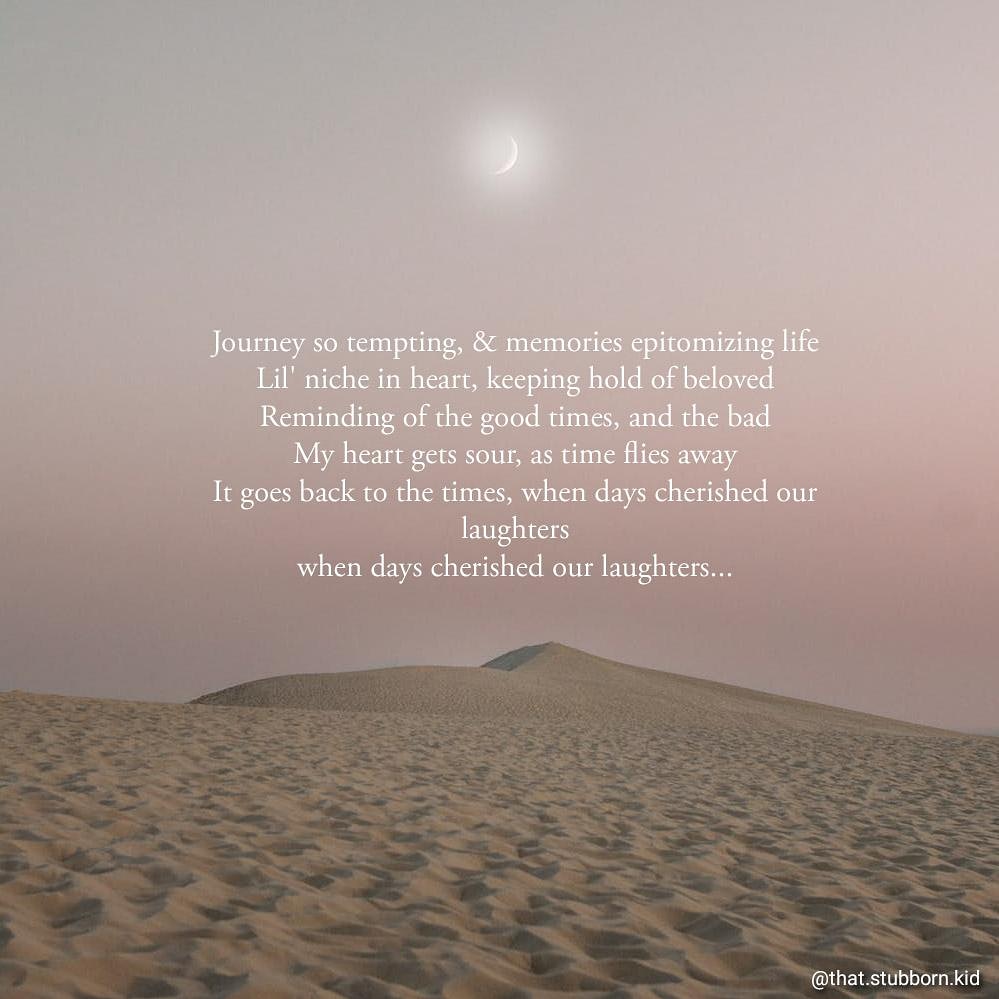 Journey so tempting, & memories epitomizing life
Lil' niche in heart, keeping hold of beloved
Reminding of the good times, and the bad
My heart gets sour, as time flies away
It goes back to the times, when days cherished our
laughters
when days cherished our laughters...
@that.stubborn.kid